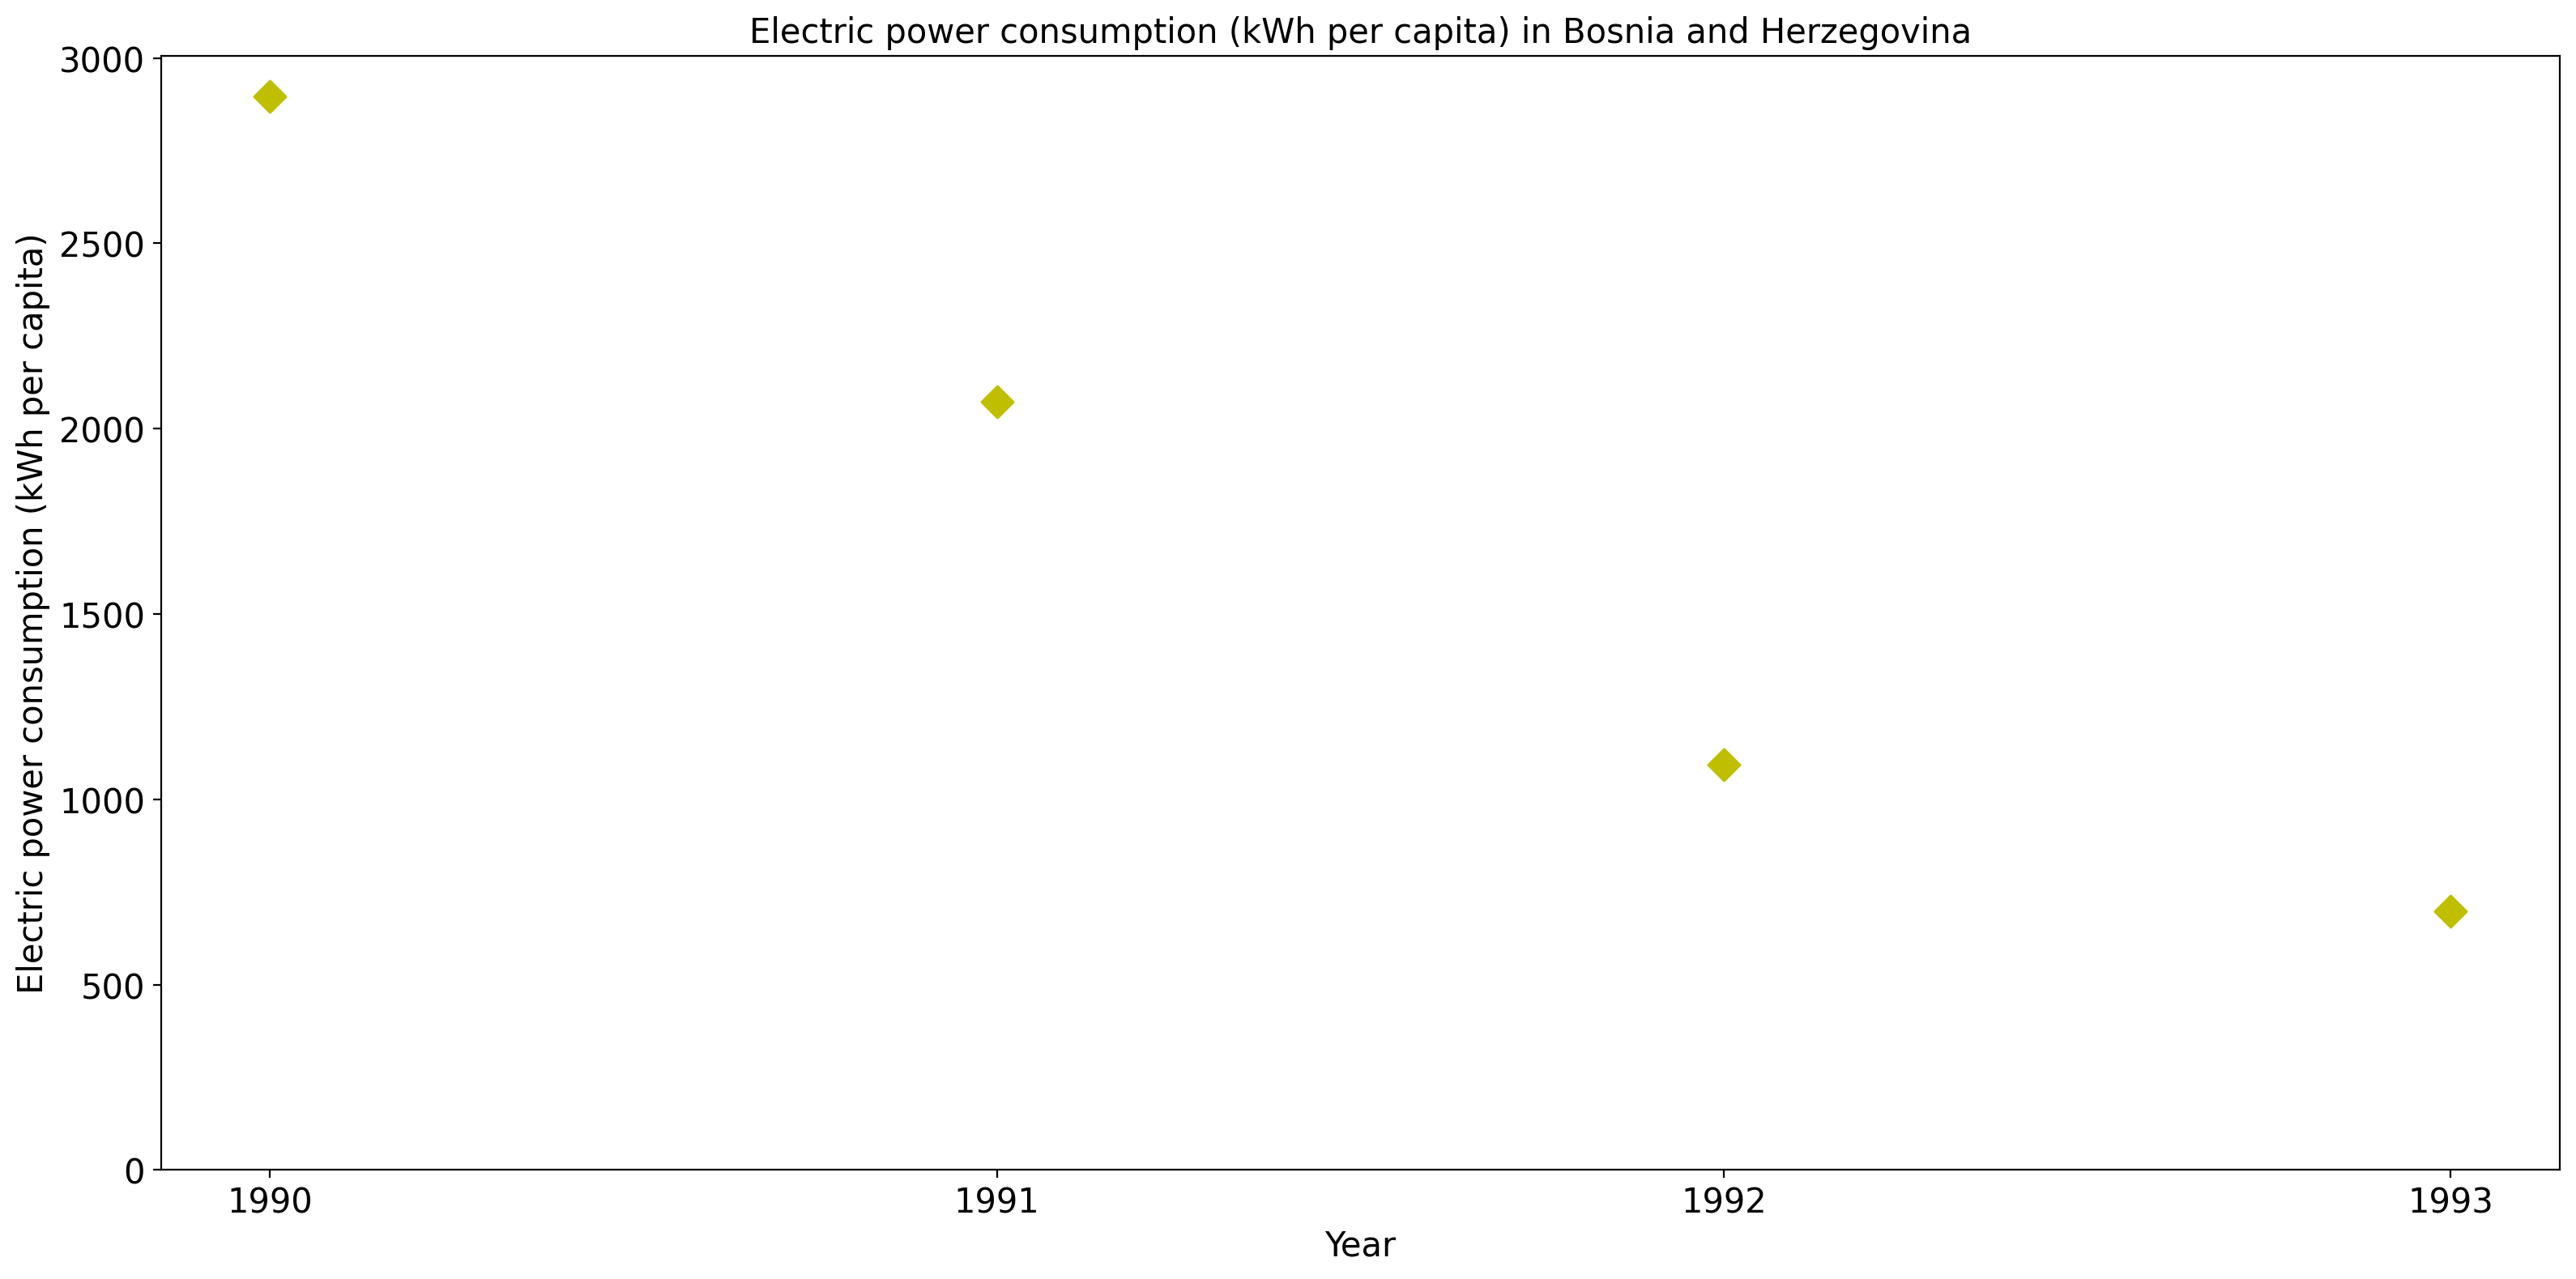 Electric power consumption (kWh per capita) in Bosnia and Herzegovina
Electric power consumption (kWh per capita)
3000
2500
2000
1500
1000
500
0
1990 1991 1992 1993
Year